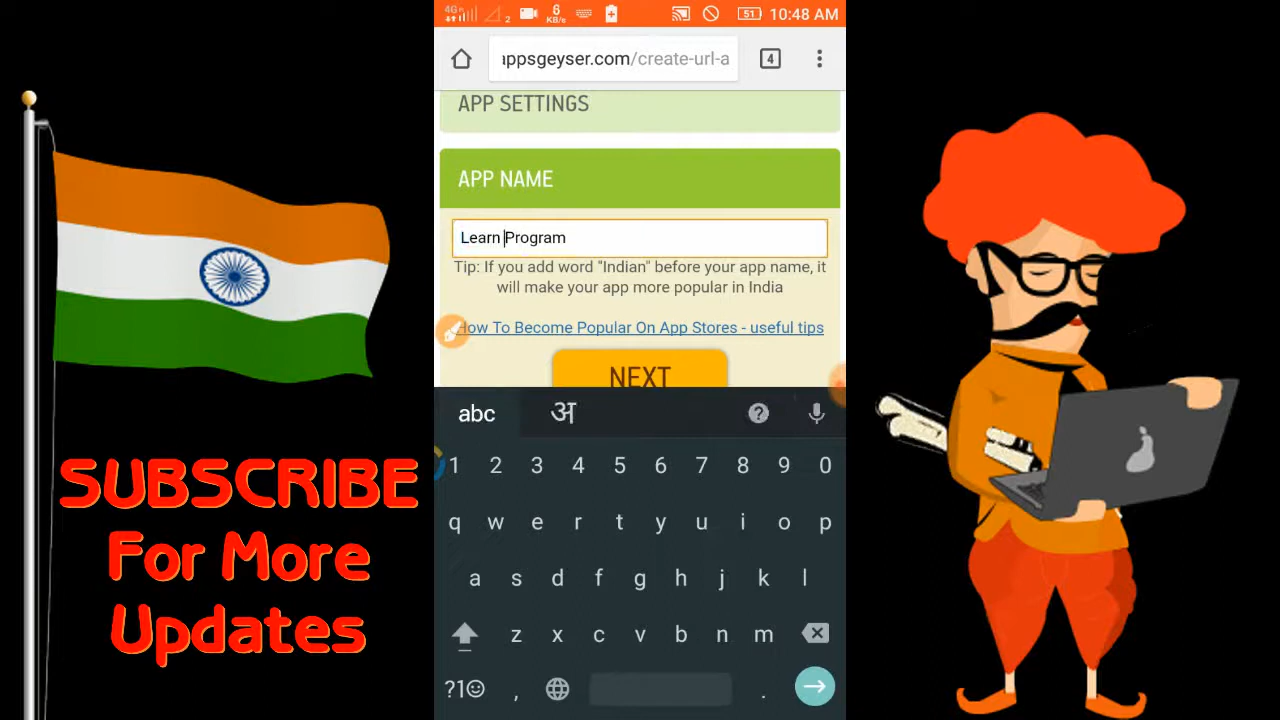 4G 2 8 KB/s 51 10:48 AM
appsgeyser.com/create-url-a 4
APP SETTINGS
APP NAME
Learn Program
Tip: If you add word "Indian" before your app name, it
will make your app more popular in India
How To Become Popular On App Stores - useful tips
NEXT
abc अ ?
1 2 3 4 5 6 7 8 9 0
q w e r t y u i o p
a s d f g h j k l
z x c v b n m
?1☺ , .
SUBSCRIBE
For More
Updates